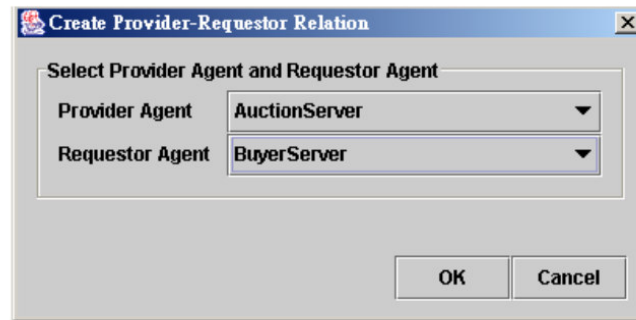 Create Provider-Requestor Relation
Select Provider Agent and Requestor Agent
Provider Agent AuctionServer
Requestor Agent BuyerServer
OK Cancel